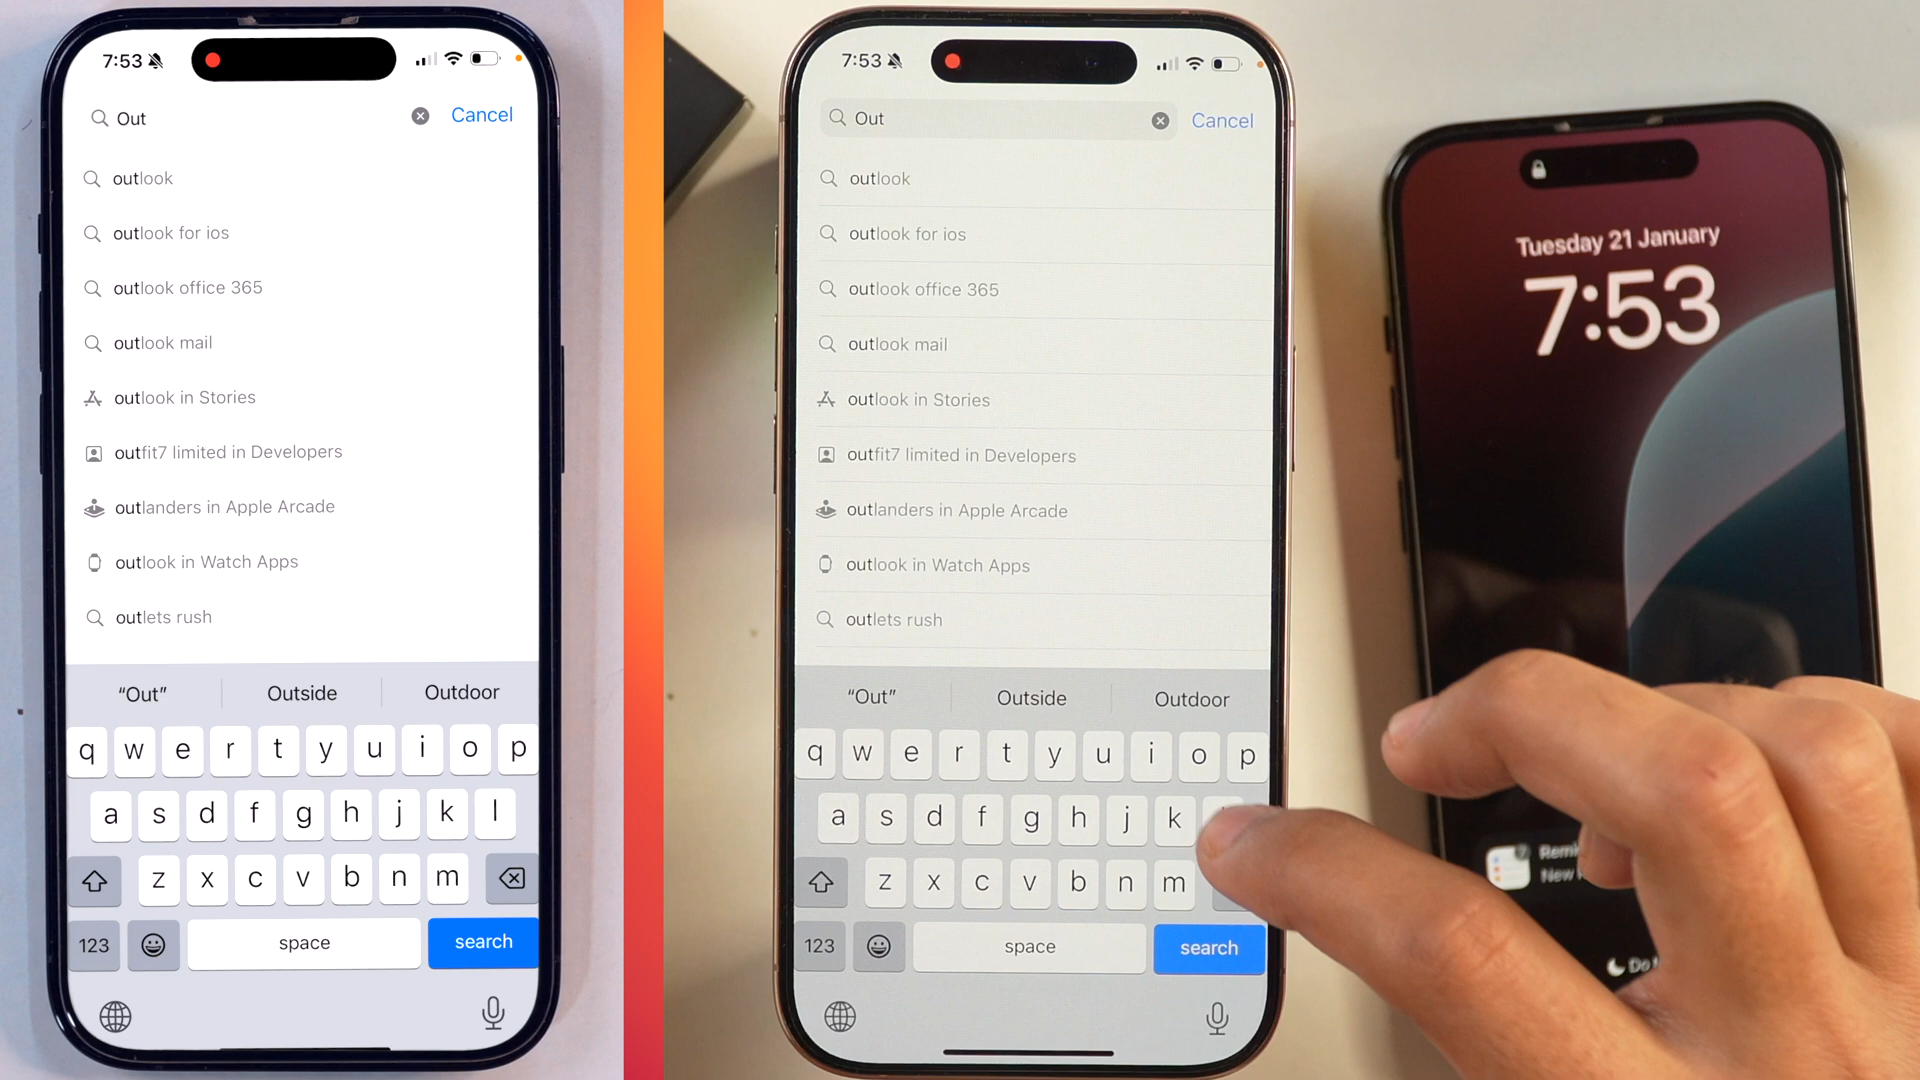 7:53
Out
Cancel
outlook
outlook for ios
outlook office 365
outlook mail
outlook in Stories
outfit7 limited in Developers
outlanders in Apple Arcade
outlook in Watch Apps
outlets rush
“Out” Outside Outdoor
q w e r t y u i o p
a s d f g h j k l
z x c v b n m
123 space search
7:53
Out
Cancel
outlook
outlook for ios
outlook office 365
outlook mail
outlook in Stories
outfit7 limited in Developers
outlanders in Apple Arcade
outlook in Watch Apps
outlets rush
“Out” Outside Outdoor
q w e r t y u i o p
a s d f g h j k
z x c v b n m
123 space search
Tuesday 21 January
7:53
New
Do